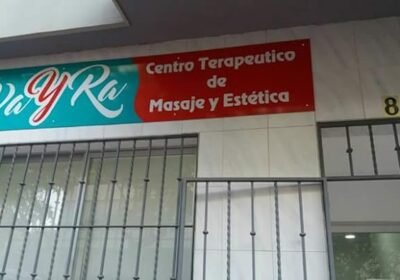 aYRa
Centro Terapeutico
de
Masaje y Estética
8